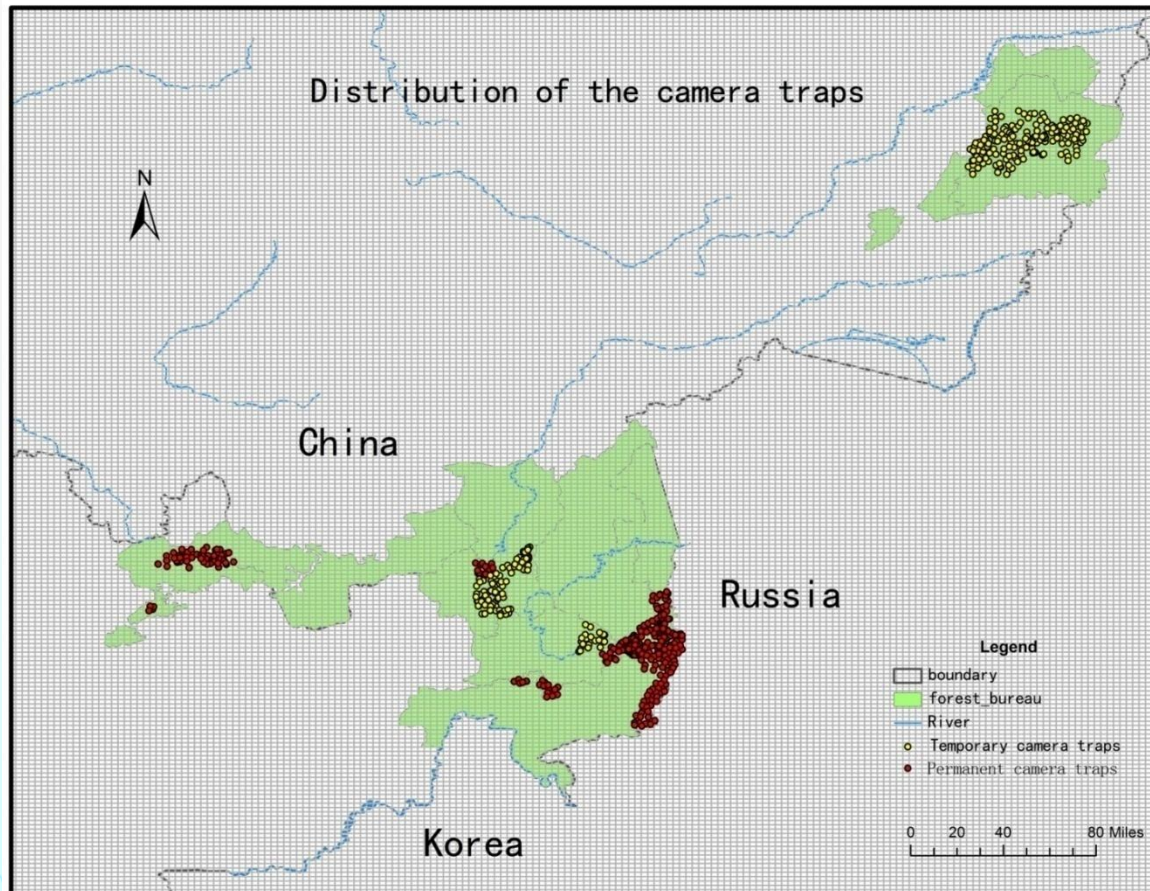 Distribution of the camera traps
N
China
Russia
Legend
boundary
forest_bureau
River
Temporary camera traps
Permanent camera traps
0 20 40 80 Miles
Korea